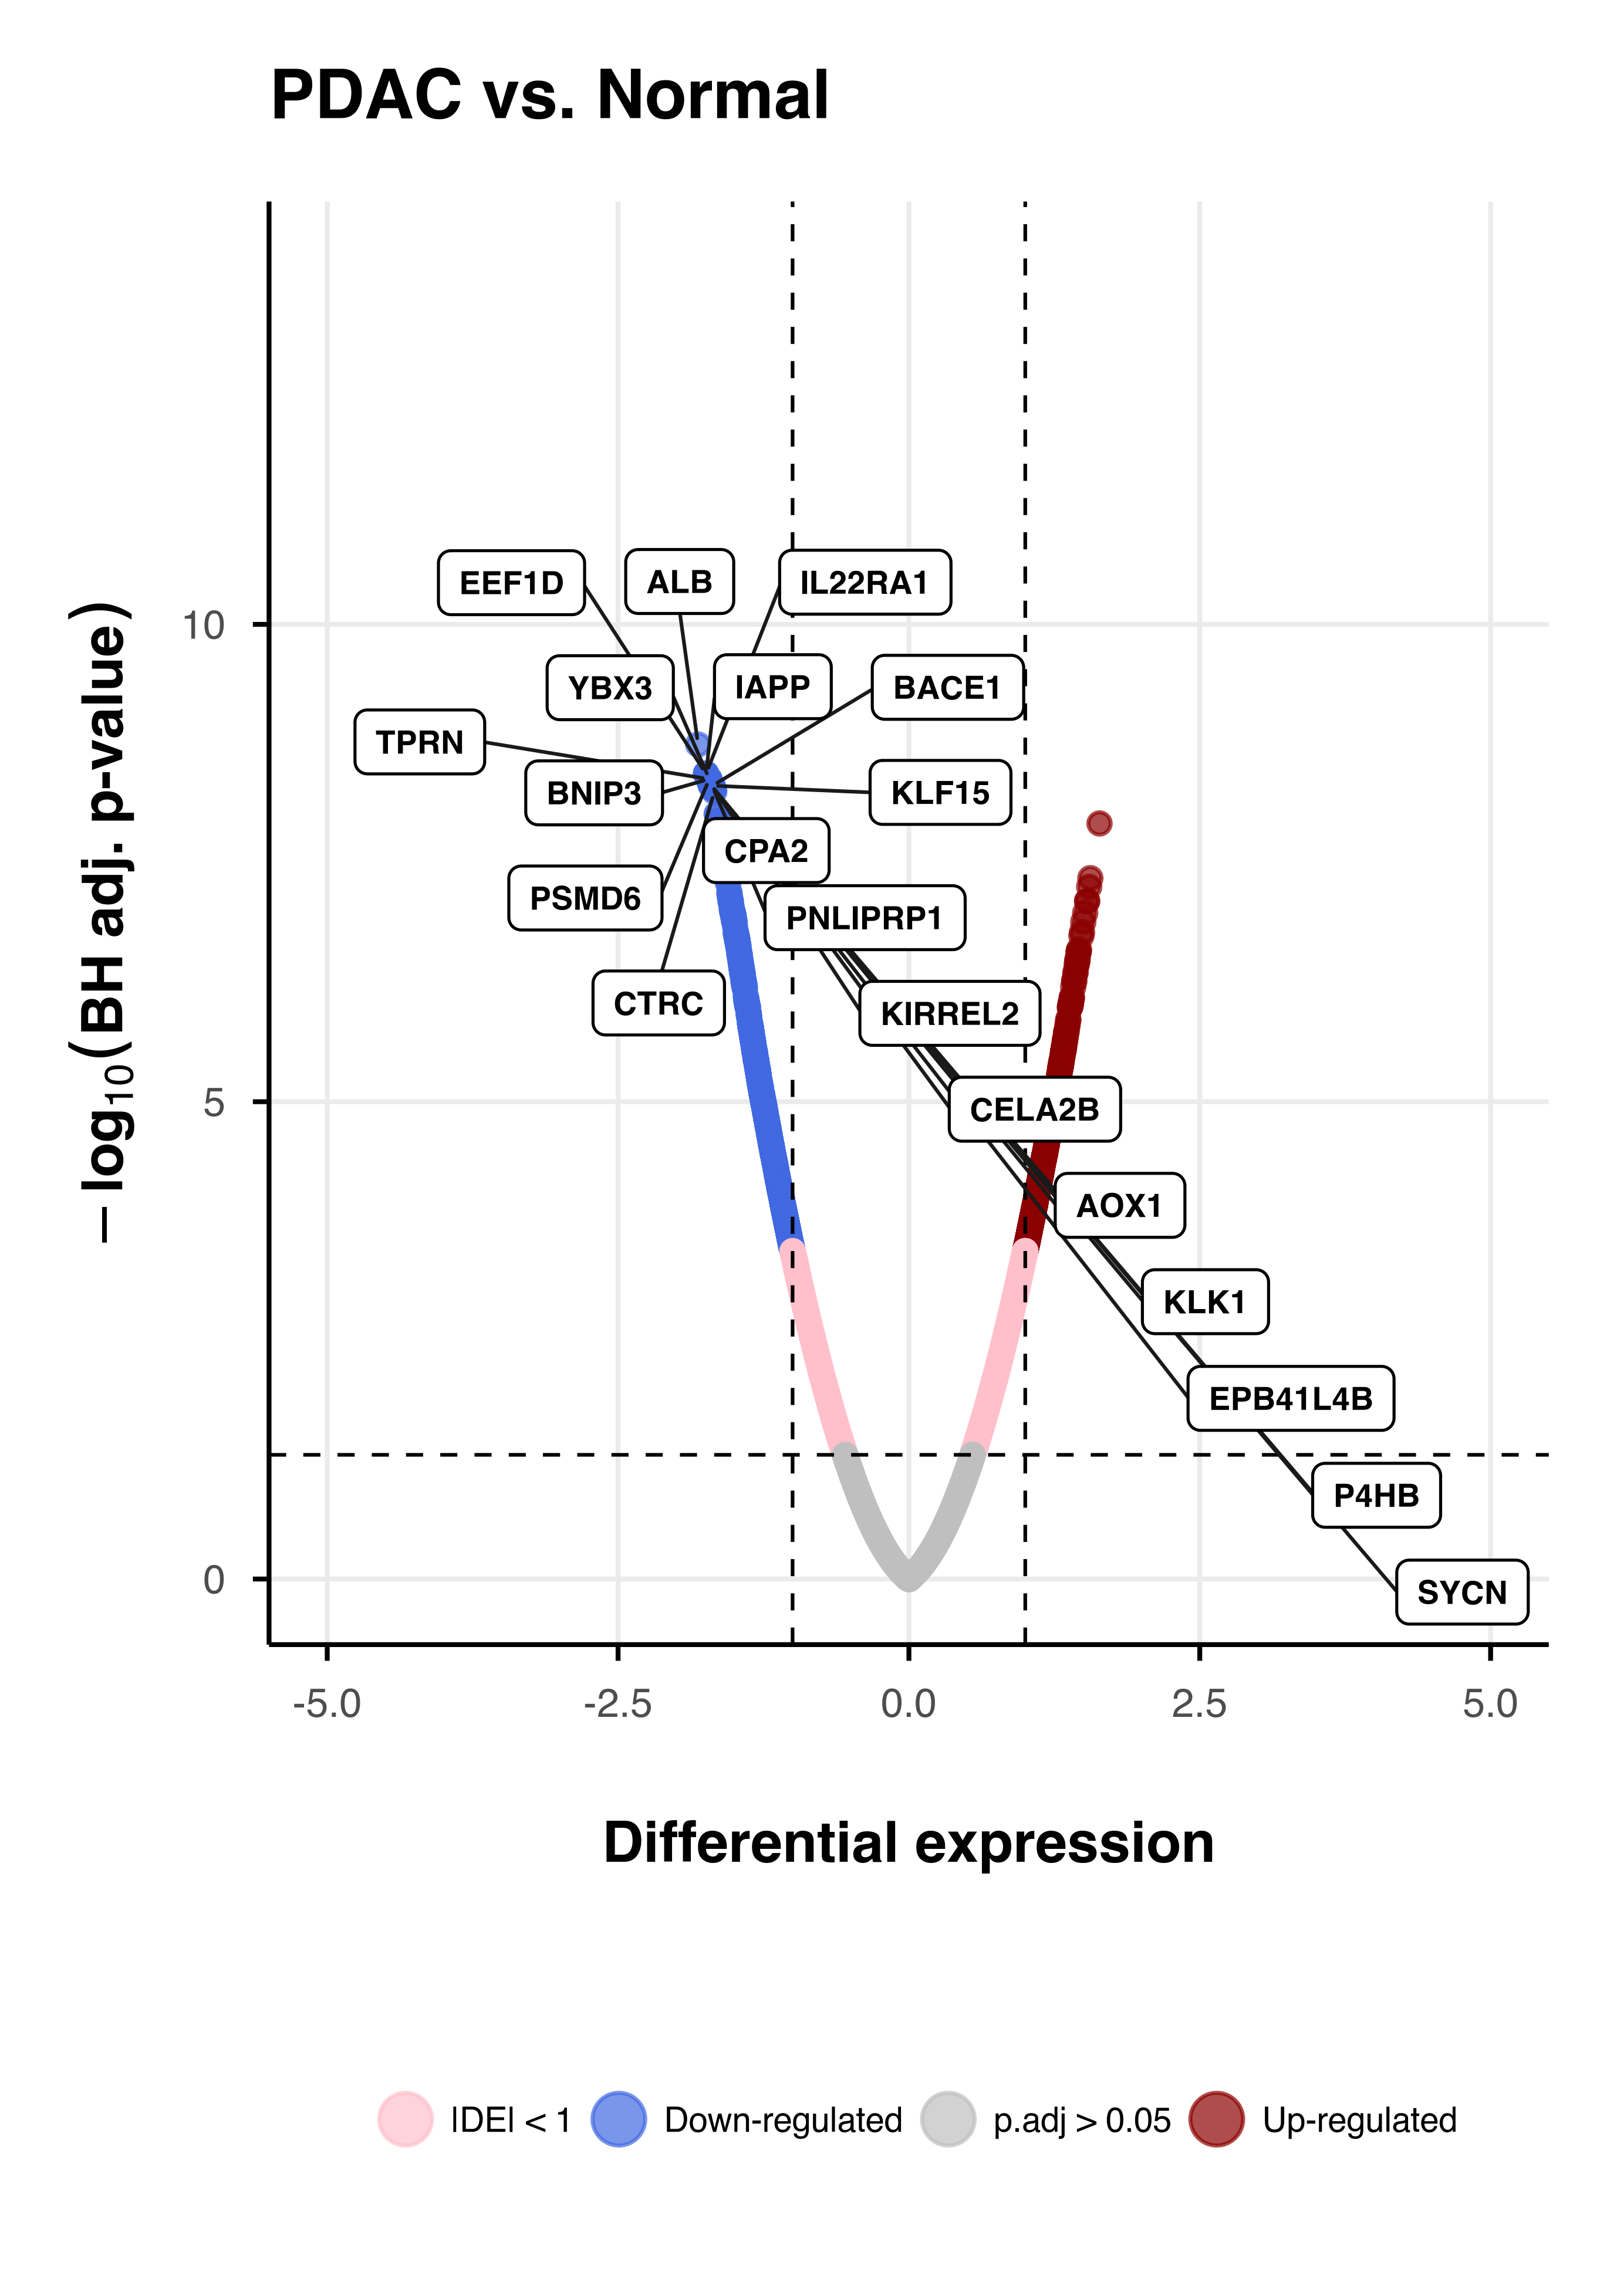 PDAC vs. Normal
− log10(BH adj. p-value)
10
5
0
EEF1D
ALB
IL22RA1
YBX3
IAPP
BACE1
TPRN
BNIP3
KLF15
CPA2
PSMD6
PNLIPRP1
CTRC
KIRREL2
CELA2B
AOX1
KLK1
EPB41L4B
P4HB
SYCN
-5.0 -2.5 0.0 2.5 5.0
Differential expression
|DE| < 1 Down-regulated p.adj > 0.05 Up-regulated